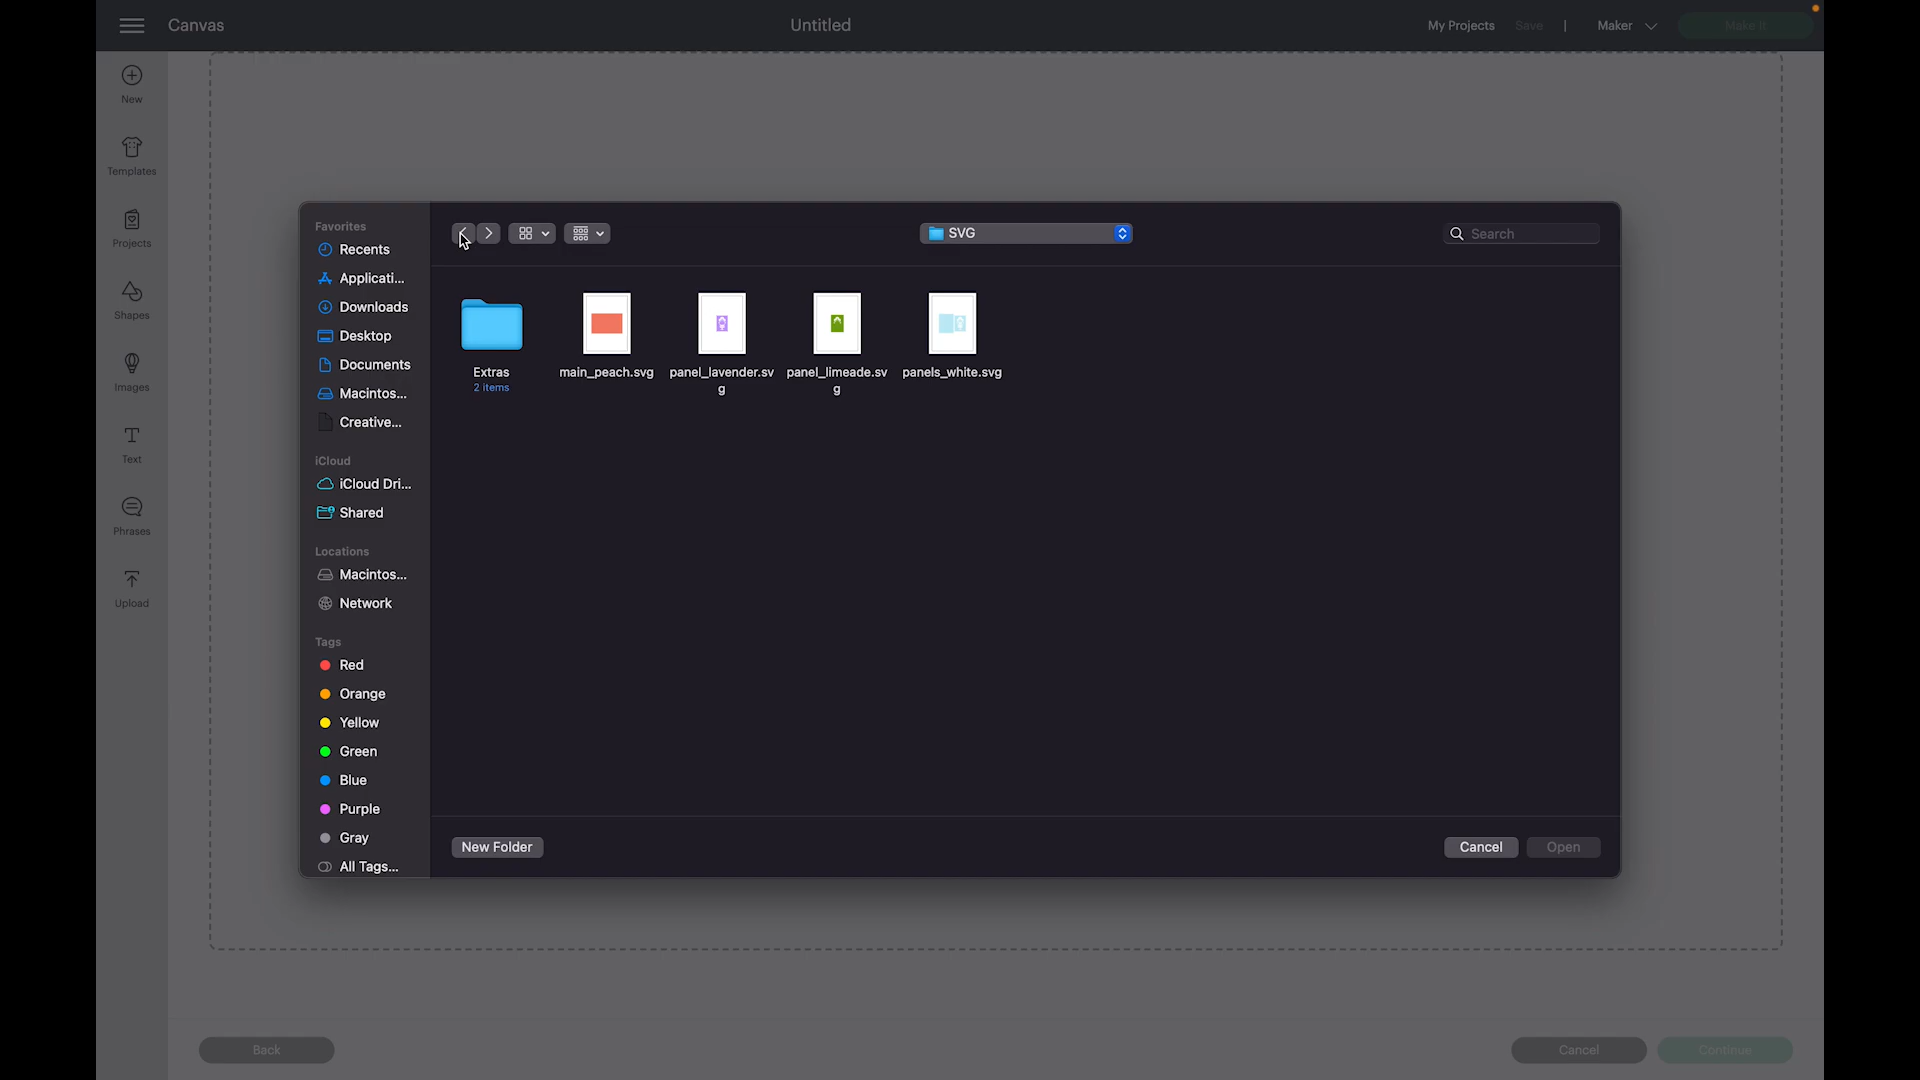 Canvas
Untitled
My Projects
Save
|
Maker
Make It
New
Templates
Projects
Shapes
Images
Text
Phrases
Upload
Favorites
Recents
Applicati...
Downloads
Desktop
Documents
Macintos...
Creative...
iCloud
iCloud Dri...
Shared
Locations
Macintos...
Network
Tags
Red
Orange
Yellow
Green
Blue
Purple
Gray
All Tags...
SVG
Search
Extras
2 items
main_peach.svg
panel_lavender.sv
g
panel_limeade.sv
g
panels_white.svg
New Folder
Cancel
Open
Back
Cancel
Continue